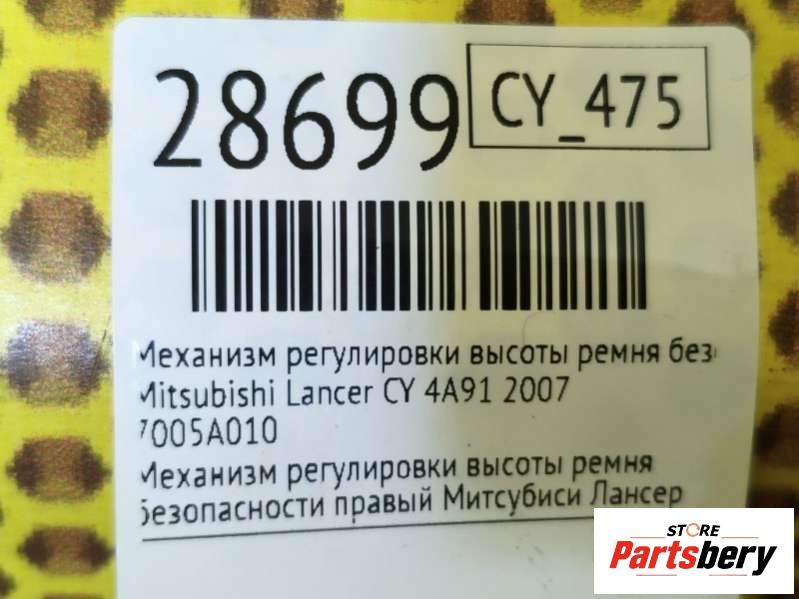 28699
CY_475
Механизм регулировки высоты ремня без
Mitsubishi Lancer CY 4A91 2007
7005A010
Механизм регулировки высоты ремня
безопасности правый Митсубиси Лансер
STORE
Partsbery